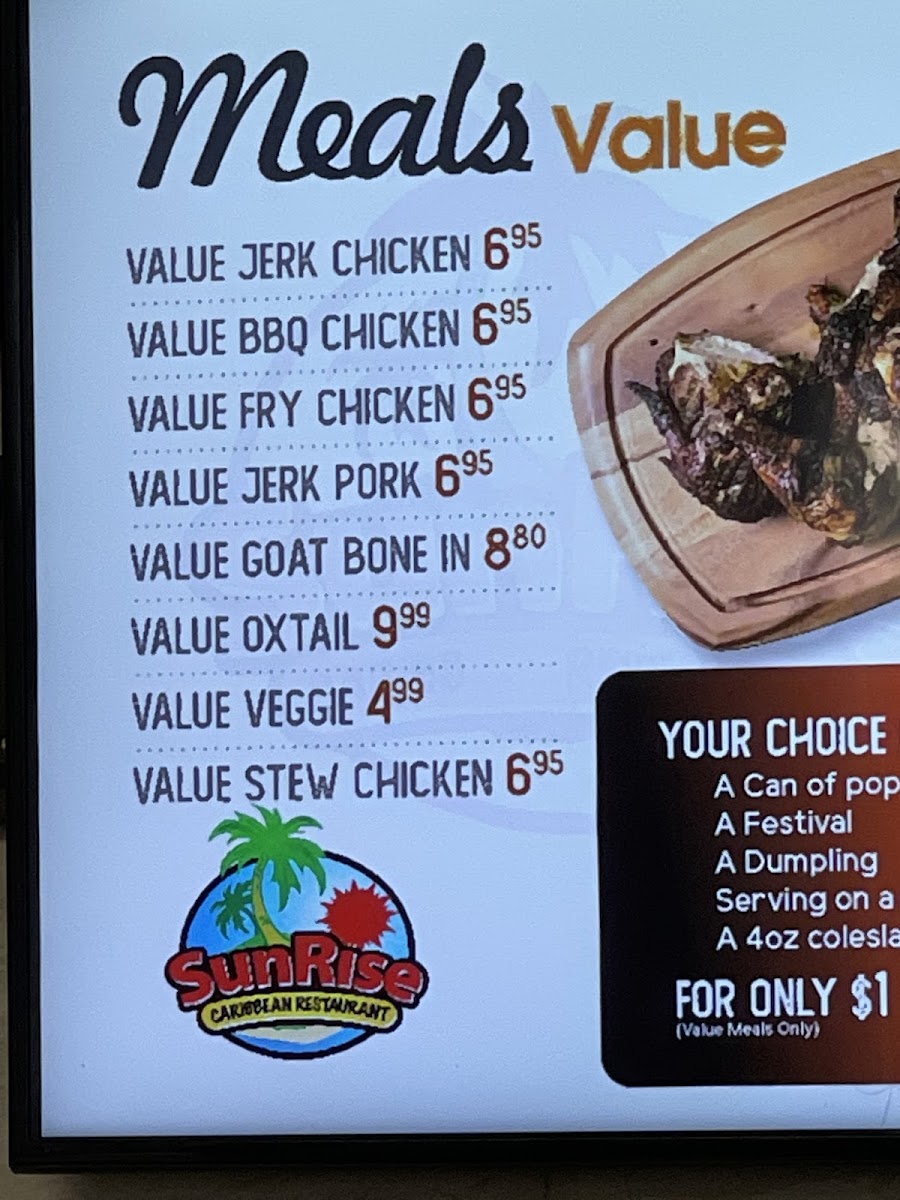 Meals Value
VALUE JERK CHICKEN 6.95
VALUE BBQ CHICKEN 6.95
VALUE FRY CHICKEN 6.95
VALUE JERK PORK 6.95
VALUE GOAT BONE IN 8.80
VALUE OXTAIL 9.99
VALUE VEGGIE 4.99
VALUE STEW CHICKEN 6.95
SunRise
CARIBBEAN RESTAURANT
YOUR CHOICE
A Can of pop
A Festival
A Dumpling
Serving on a
A 4oz colesla
FOR ONLY $1
(Value Meals Only)